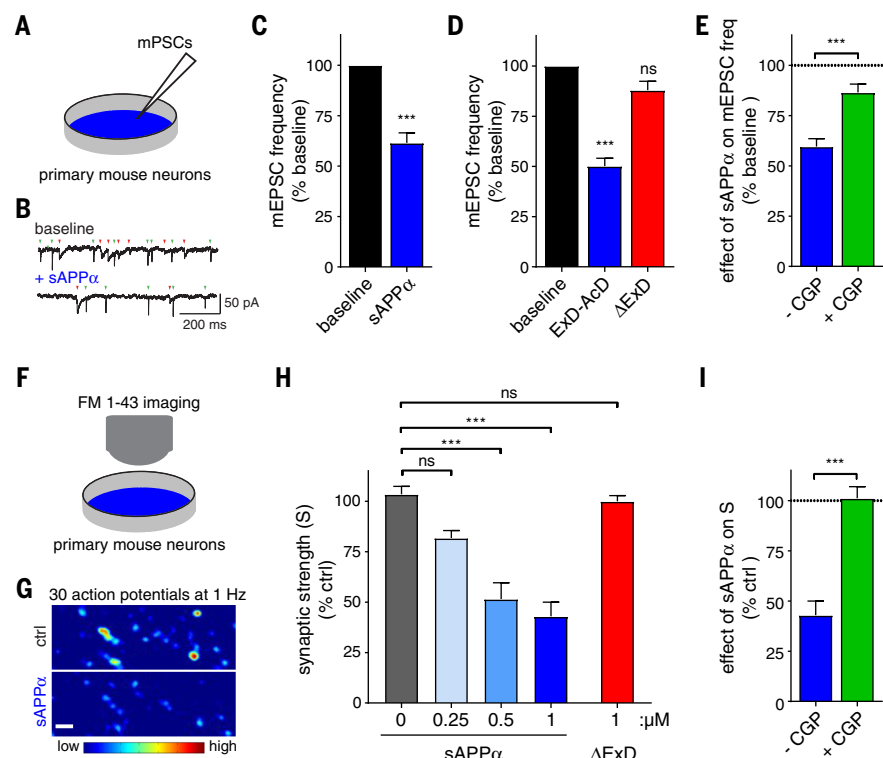 A
mPSCs
primary mouse neurons
B
baseline
+ sAPPα
50 pA
200 ms
C
mEPSC frequency
(% baseline)
100
75
50
25
0
***
baseline
sAPPα
D
mEPSC frequency
(% baseline)
100
75
50
25
0
***
ns
baseline
ExD-AcD
ΔExD
E
effect of sAPPα on mEPSC freq
(% baseline )
100
75
50
25
0
***
- CGP
+ CGP
F
FM 1-43 imaging
primary mouse neurons
G
30 action potentials at 1 Hz
ctrl
sAPPα
low
high
H
ns
***
***
ns
synaptic strength (S)
(% ctrl)
100
75
50
25
0
0 0.25 0.5 1 1 :μM
sAPPα ΔExD
I
effect of sAPPα on S
(% ctrl)
100
75
50
25
0
***
- CGP
+ CGP